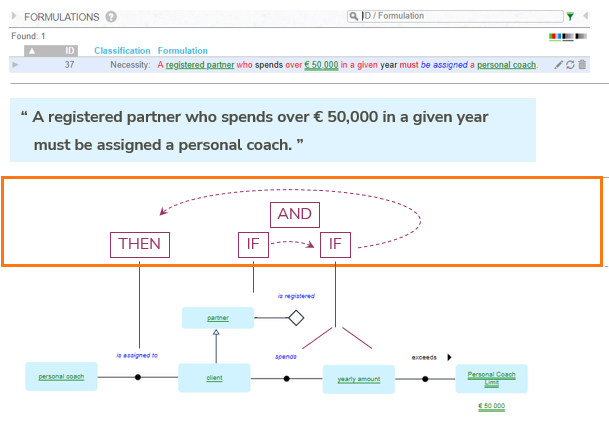 FORMULATIONS ?
ID / Formulation
Found: 1
ID Classification Formulation
37 Necessity: A registered partner who spends over € 50,000 in a given year must be assigned a personal coach.
“ A registered partner who spends over € 50,000 in a given year
must be assigned a personal coach. ”
AND
THEN IF IF
is registered
partner
is assigned to spends exceeds
personal coach client yearly amount Personal Coach
Limit
€ 50 000